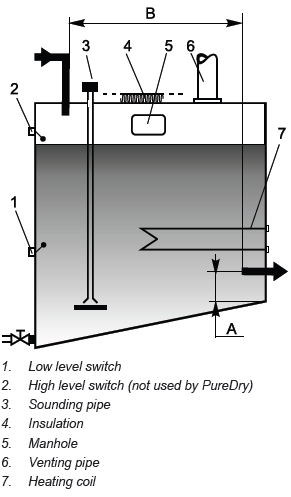 B
3
4
5
6
2
7
1
A
1. Low level switch
2. High level switch (not used by PureDry)
3. Sounding pipe
4. Insulation
5. Manhole
6. Venting pipe
7. Heating coil